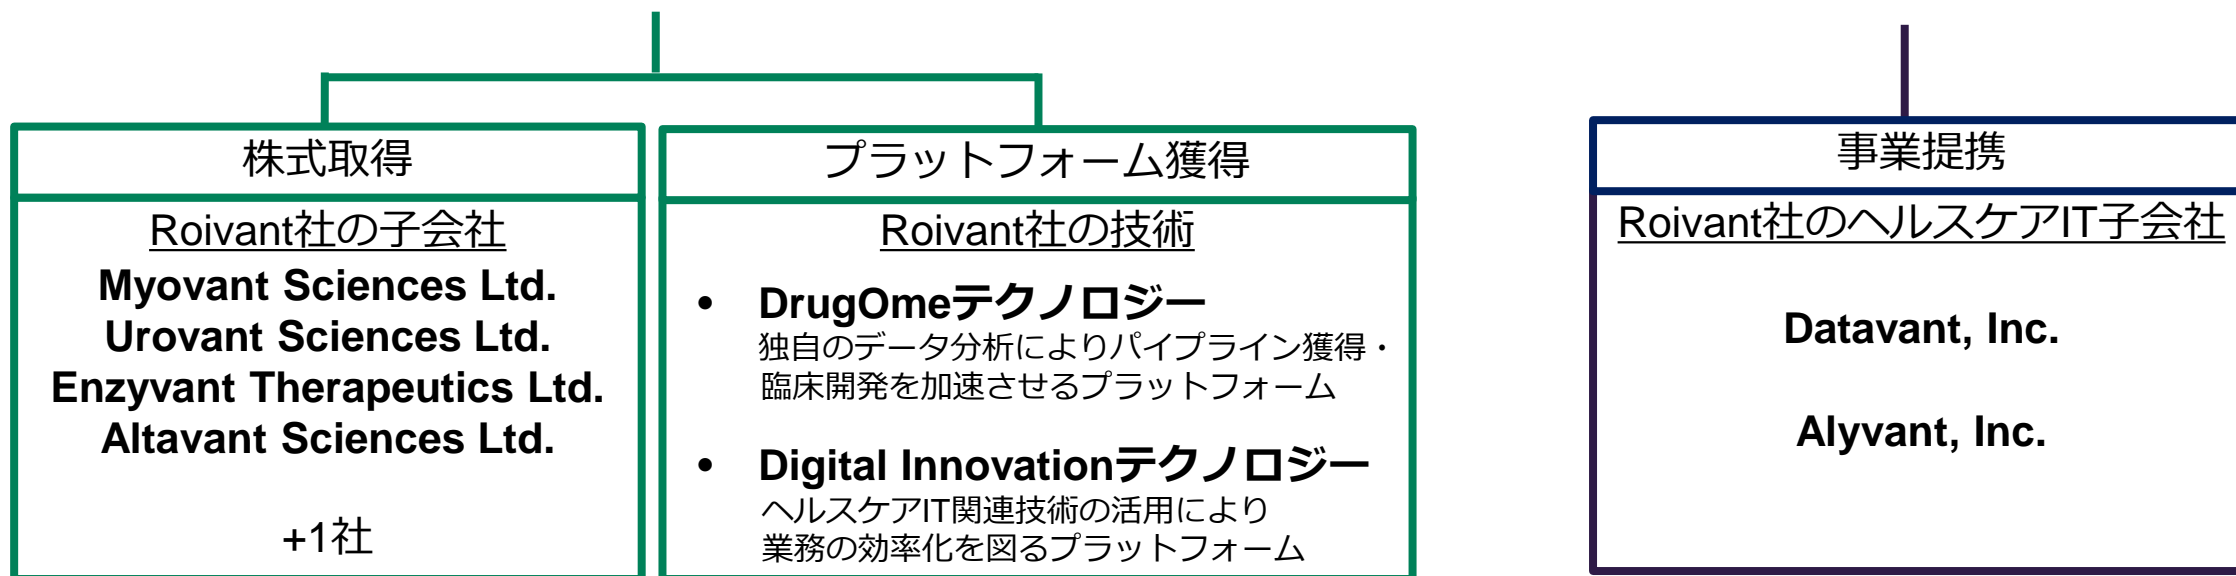 株式取得
Roivant社の子会社
Myovant Sciences Ltd.
Urovant Sciences Ltd.
Enzyvant Therapeutics Ltd.
Altavant Sciences Ltd.
+1社
プラットフォーム獲得
Roivant社の技術
• DrugOmeテクノロジー
独自のデータ分析によりパイプライン獲得・
臨床開発を加速させるプラットフォーム
• Digital Innovationテクノロジー
ヘルスケアIT関連技術の活用により
業務の効率化を図るプラットフォーム
事業提携
Roivant社のヘルスケアIT子会社
Datavant, Inc.
Alyvant, Inc.